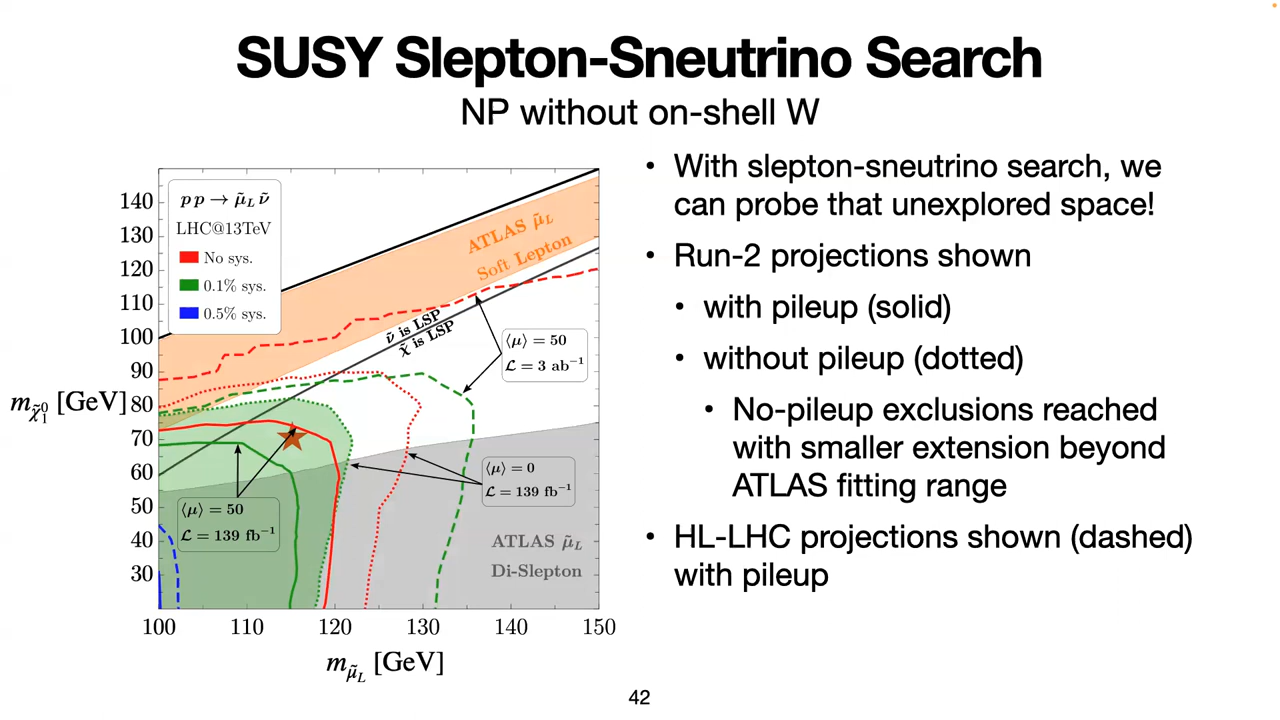 SUSY Slepton-Sneutrino Search
NP without on-shell W
• With slepton-sneutrino search, we
can probe that unexplored space!
• Run-2 projections shown
• with pileup (solid)
• without pileup (dotted)
• No-pileup exclusions reached
with smaller extension beyond
ATLAS fitting range
• HL-LHC projections shown (dashed)
with pileup
p p → μ̃_L ν̃
LHC@13TeV
No sys.
0.1% sys.
0.5% sys.
ATLAS μ̃_L
Soft Lepton
ν̃ is LSP
χ̃ is LSP
⟨μ⟩ = 50
ℒ = 3 ab⁻¹
⟨μ⟩ = 0
ℒ = 139 fb⁻¹
⟨μ⟩ = 50
ℒ = 139 fb⁻¹
ATLAS μ̃_L
Di-Slepton
140
130
120
110
100
90
80
70
60
50
40
30
m_χ̃₁⁰ [GeV]
100 110 120 130 140 150
m_μ̃_L [GeV]
42